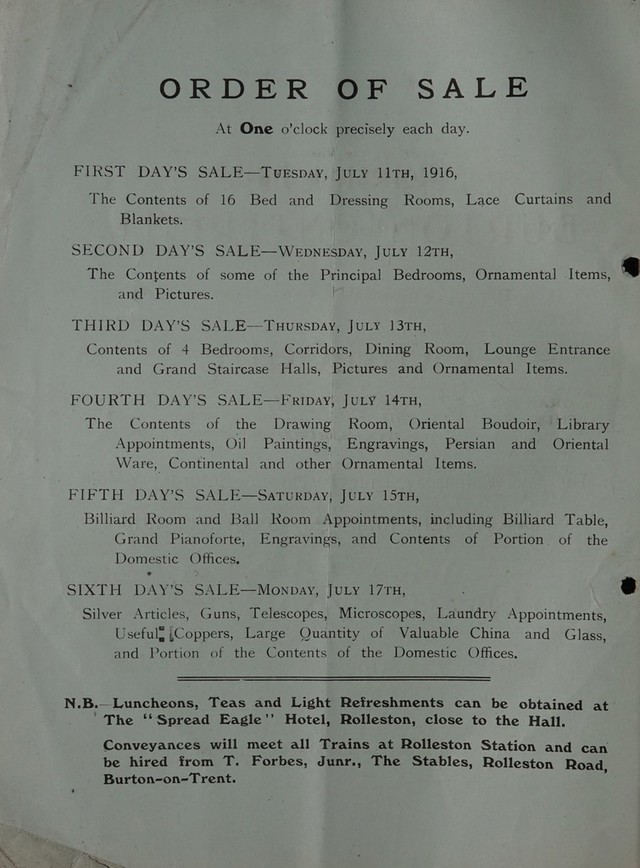 ORDER OF SALE
At One o'clock precisely each day.
FIRST DAY'S SALE—Tuesday, July 11th, 1916,
The Contents of 16 Bed and Dressing Rooms, Lace Curtains and
Blankets.
SECOND DAY'S SALE—Wednesday, July 12th,
The Contents of some of the Principal Bedrooms, Ornamental Items,
and Pictures.
THIRD DAY'S SALE—Thursday, July 13th,
Contents of 4 Bedrooms, Corridors, Dining Room, Lounge Entrance
and Grand Staircase Halls, Pictures and Ornamental Items.
FOURTH DAY'S SALE—Friday, July 14th,
The Contents of the Drawing Room, Oriental Boudoir, Library
Appointments, Oil Paintings, Engravings, Persian and Oriental
Ware, Continental and other Ornamental Items.
FIFTH DAY'S SALE—Saturday, July 15th,
Billiard Room and Ball Room Appointments, including Billiard Table,
Grand Pianoforte, Engravings, and Contents of Portion of the
Domestic Offices.
SIXTH DAY'S SALE—Monday, July 17th,
Silver Articles, Guns, Telescopes, Microscopes, Laundry Appointments,
Useful Coppers, Large Quantity of Valuable China and Glass,
and Portion of the Contents of the Domestic Offices.
N.B.—Luncheons, Teas and Light Refreshments can be obtained at
The "Spread Eagle" Hotel, Rolleston, close to the Hall.
Conveyances will meet all Trains at Rolleston Station and can
be hired from T. Forbes, Junr., The Stables, Rolleston Road,
Burton-on-Trent.